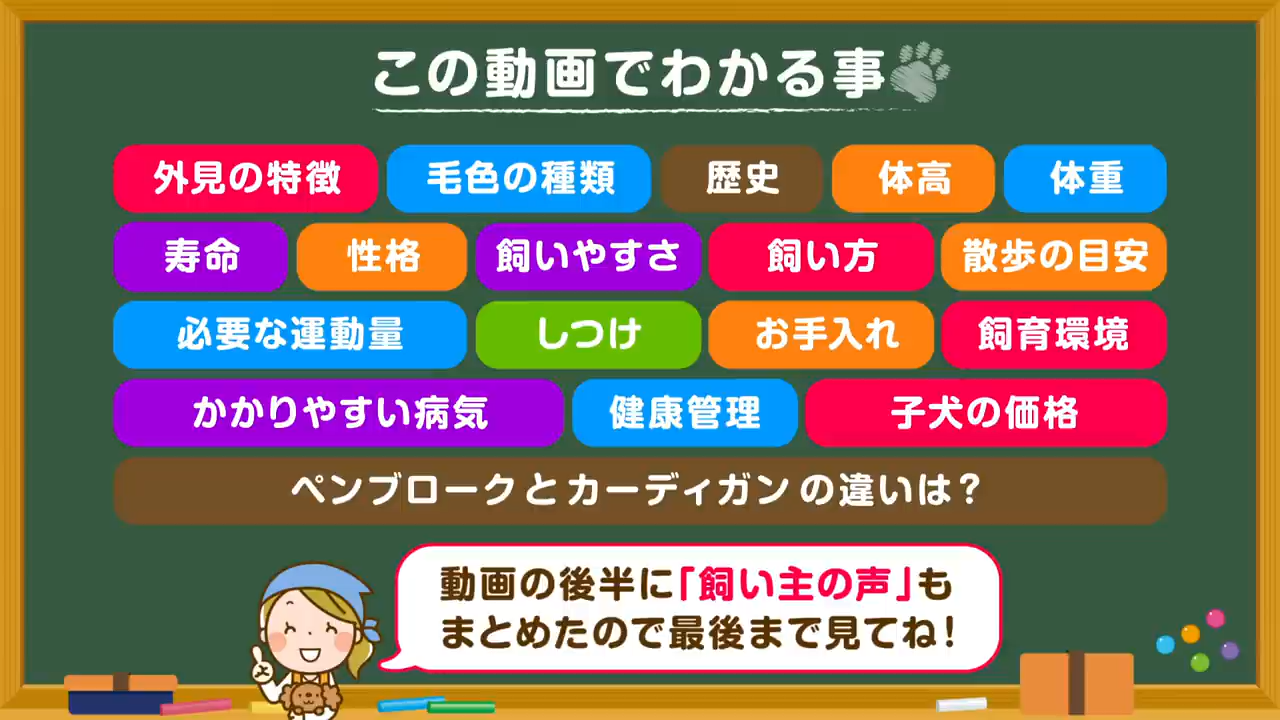 この動画でわかる事
外見の特徴 毛色の種類 歴史 体高 体重
寿命 性格 飼いやすさ 飼い方 散歩の目安
必要な運動量 しつけ お手入れ 飼育環境
かかりやすい病気 健康管理 子犬の価格
ペンブロークとカーディガンの違いは？
動画の後半に「飼い主の声」も
まとめたので最後まで見てね！